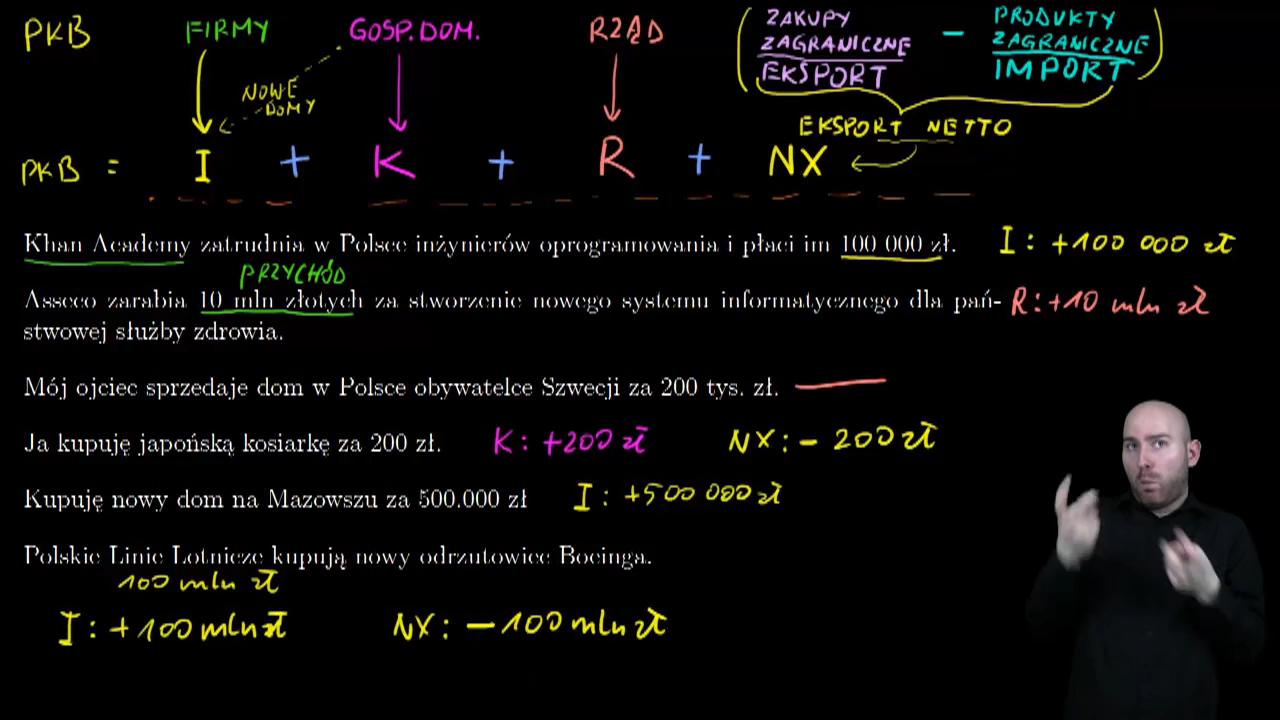 PKB FIRMY GOSP. DOM. RZĄD (ZAKUPY ZAGRANICZNE EKSPORT - PRODUKTY ZAGRANICZNE IMPORT)
NOWE DOMY
EKSPORT NETTO
PKB = I + K + R + NX
Khan Academy zatrudnia w Polsce inżynierów oprogramowania i płaci im 100 000 zł. I: +100 000 zł
PRZYCHÓD
Asseco zarabia 10 mln złotych za stworzenie nowego systemu informatycznego dla pań- R: +10 mln zł
stwowej służby zdrowia.
Mój ojciec sprzedaje dom w Polsce obywatelce Szwecji za 200 tys. zł.
Ja kupuję japońską kosiarkę za 200 zł. K: +200 zł NX: - 200 zł
Kupuję nowy dom na Mazowszu za 500.000 zł I: +500 000 zł
Polskie Linie Lotnicze kupują nowy odrzutowiec Boeinga.
100 mln zł
I: +100 mln zł NX: -100 mln zł